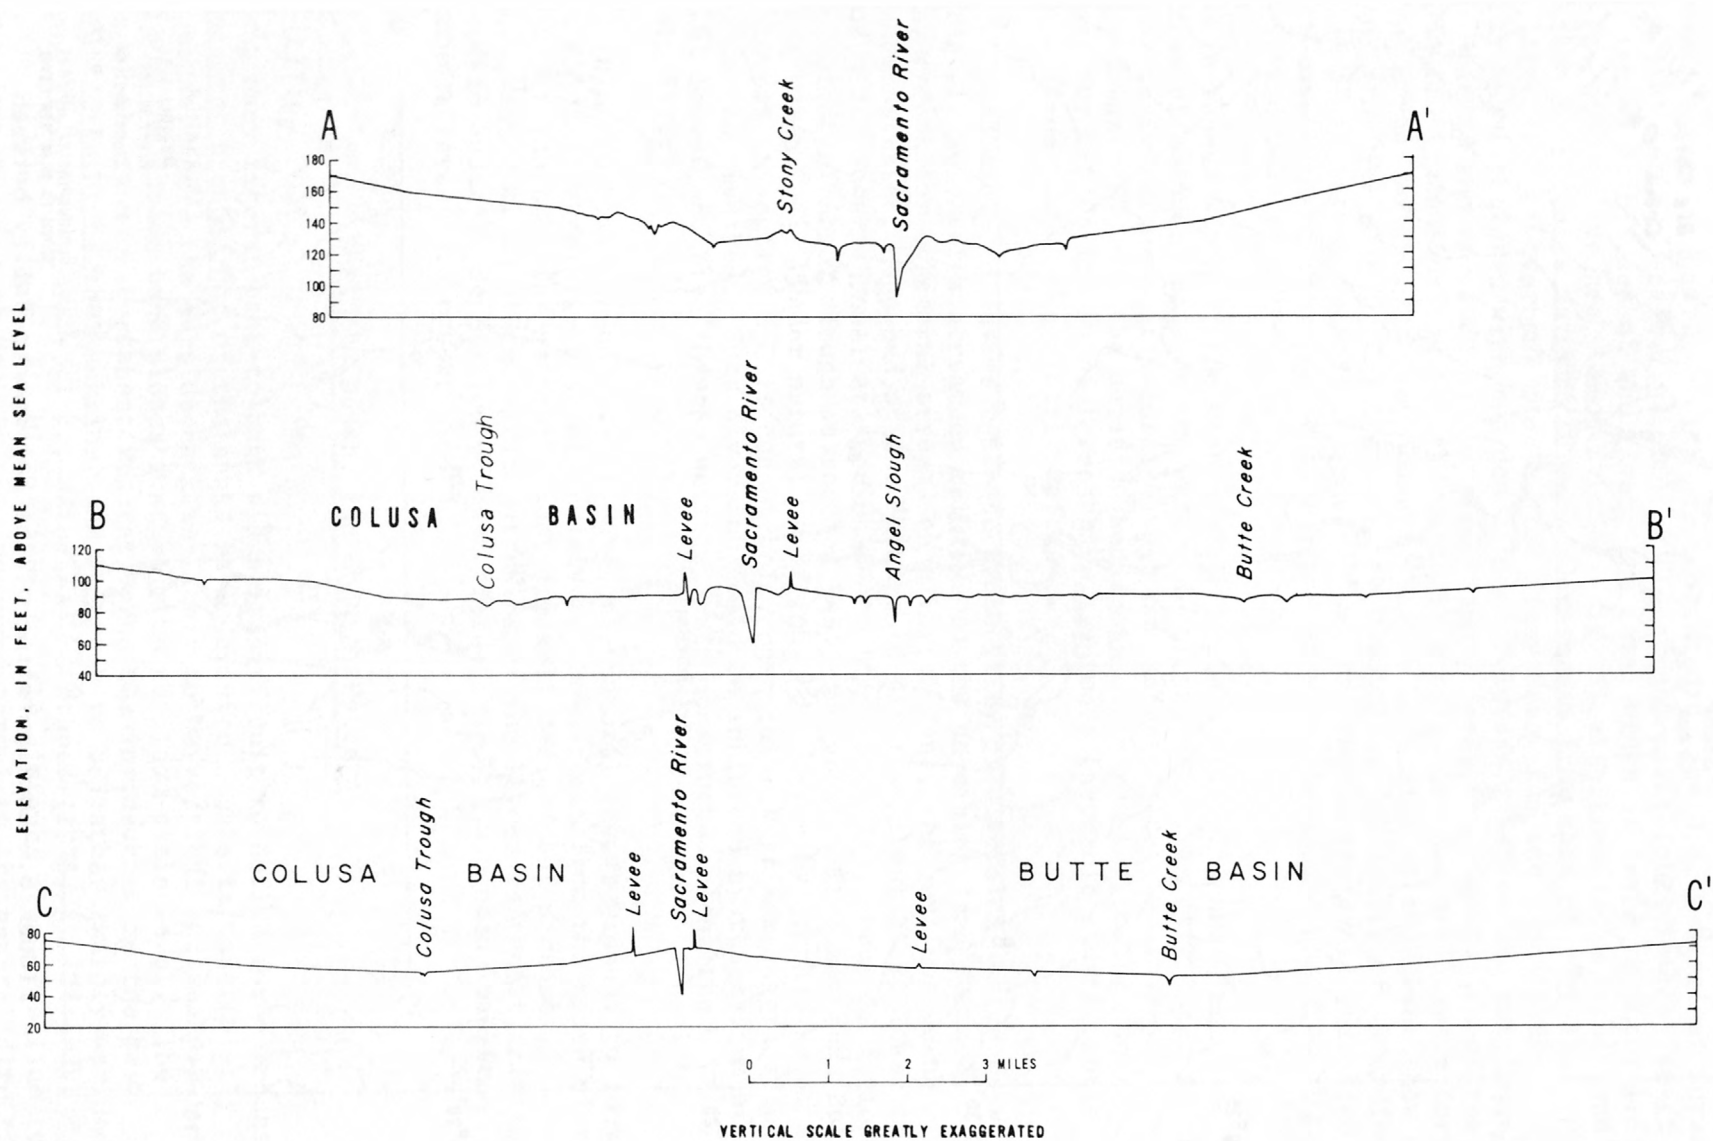 ELEVATION, IN FEET, ABOVE MEAN SEA LEVEL
A
A'
Stony Creek
Sacramento River
180
160
140
120
100
80
B
COLUSA BASIN
Colusa Trough
Levee
Sacramento River
Levee
Angel Slough
Butte Creek
B'
120
100
80
60
40
C
COLUSA BASIN
Colusa Trough
Levee
Sacramento River
Levee
Levee
BUTTE BASIN
Butte Creek
C'
80
60
40
20
0 1 2 3 MILES
VERTICAL SCALE GREATLY EXAGGERATED